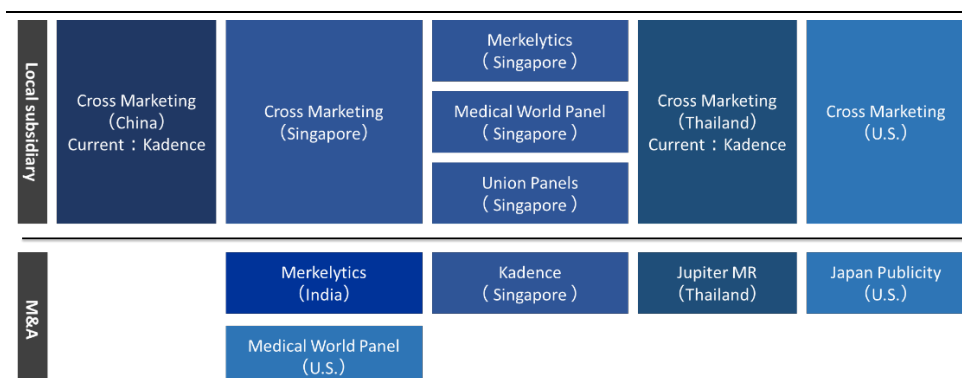 Local subsidiary
Cross Marketing
（China）
Current：Kadence
Cross Marketing
（Singapore）
Merkelytics
（ Singapore ）
Medical World Panel
（ Singapore ）
Union Panels
（ Singapore ）
Cross Marketing
（Thailand）
Current：Kadence
Cross Marketing
（U.S.）
M&A
Merkelytics
（India）
Medical World Panel
（U.S.）
Kadence
（ Singapore ）
Jupiter MR
（Thailand）
Japan Publicity
（U.S.）